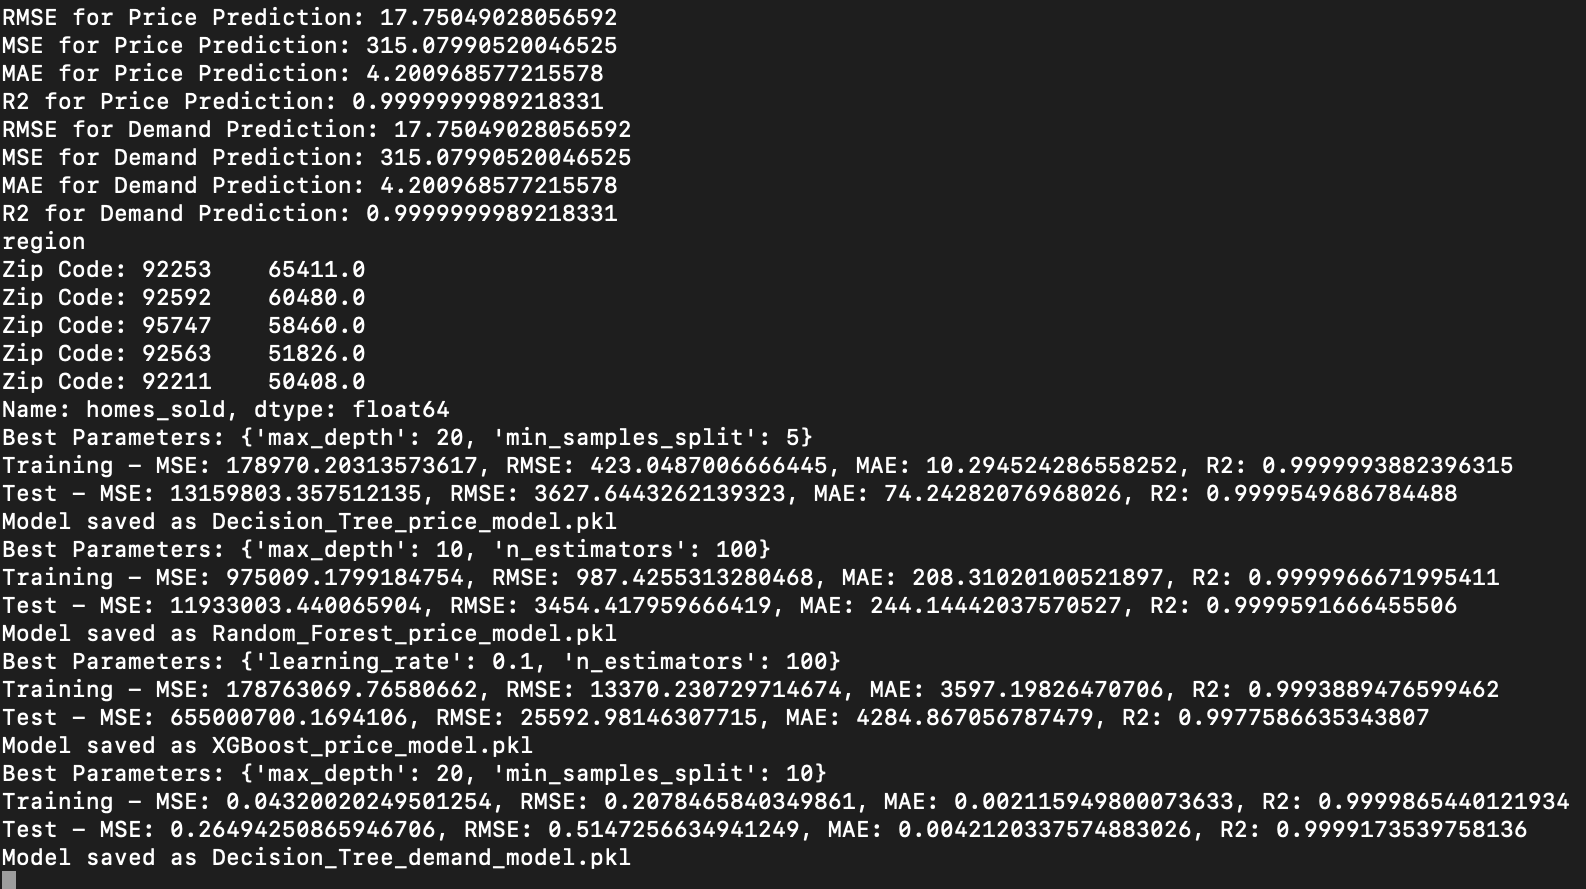 RMSE for Price Prediction: 17.75049028056592
MSE for Price Prediction: 315.07990520046525
MAE for Price Prediction: 4.200968577215578
R2 for Price Prediction: 0.9999999989218331
RMSE for Demand Prediction: 17.75049028056592
MSE for Demand Prediction: 315.07990520046525
MAE for Demand Prediction: 4.200968577215578
R2 for Demand Prediction: 0.9999999989218331
region
Zip Code: 92253    65411.0
Zip Code: 92592    60480.0
Zip Code: 95747    58460.0
Zip Code: 92563    51826.0
Zip Code: 92211    50408.0
Name: homes_sold, dtype: float64
Best Parameters: {'max_depth': 20, 'min_samples_split': 5}
Training – MSE: 178970.20313573617, RMSE: 423.0487006666445, MAE: 10.294524286558252, R2: 0.9999993882396315
Test – MSE: 13159803.357512135, RMSE: 3627.6443262139323, MAE: 74.24282076968026, R2: 0.9999549686784488
Model saved as Decision_Tree_price_model.pkl
Best Parameters: {'max_depth': 10, 'n_estimators': 100}
Training – MSE: 975009.1799184754, RMSE: 987.4255313280468, MAE: 208.31020100521897, R2: 0.9999966671995411
Test – MSE: 11933003.440065904, RMSE: 3454.417959666419, MAE: 244.14442037570527, R2: 0.9999591666455506
Model saved as Random_Forest_price_model.pkl
Best Parameters: {'learning_rate': 0.1, 'n_estimators': 100}
Training – MSE: 178763069.76580662, RMSE: 13370.230729714674, MAE: 3597.19826470706, R2: 0.9993889476599462
Test – MSE: 655000700.1694106, RMSE: 25592.98146307715, MAE: 4284.867056787479, R2: 0.9977586635343807
Model saved as XGBoost_price_model.pkl
Best Parameters: {'max_depth': 20, 'min_samples_split': 10}
Training – MSE: 0.04320020249501254, RMSE: 0.2078465840349861, MAE: 0.002115949800073633, R2: 0.9999865440121934
Test – MSE: 0.26494250865946706, RMSE: 0.5147256634941249, MAE: 0.0042120337574883026, R2: 0.9999173539758136
Model saved as Decision_Tree_demand_model.pkl